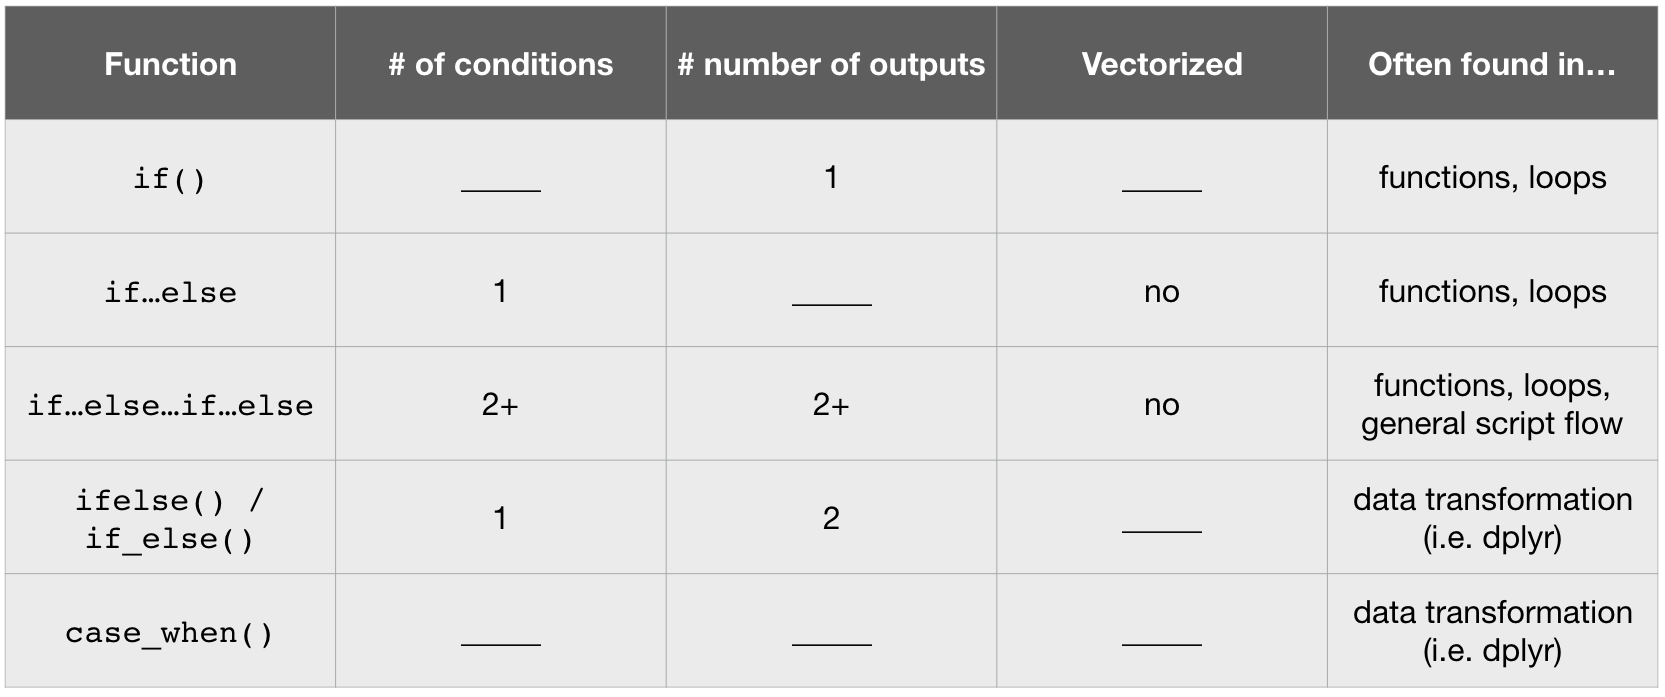 Function # of conditions # number of outputs Vectorized Often found in…
if() _____ 1 _____ functions, loops
if…else 1 _____ no functions, loops
if…else…if…else 2+ 2+ no functions, loops,
general script flow
ifelse() /
if_else() 1 2 _____ data transformation
(i.e. dplyr)
case_when() _____ _____ _____ data transformation
(i.e. dplyr)